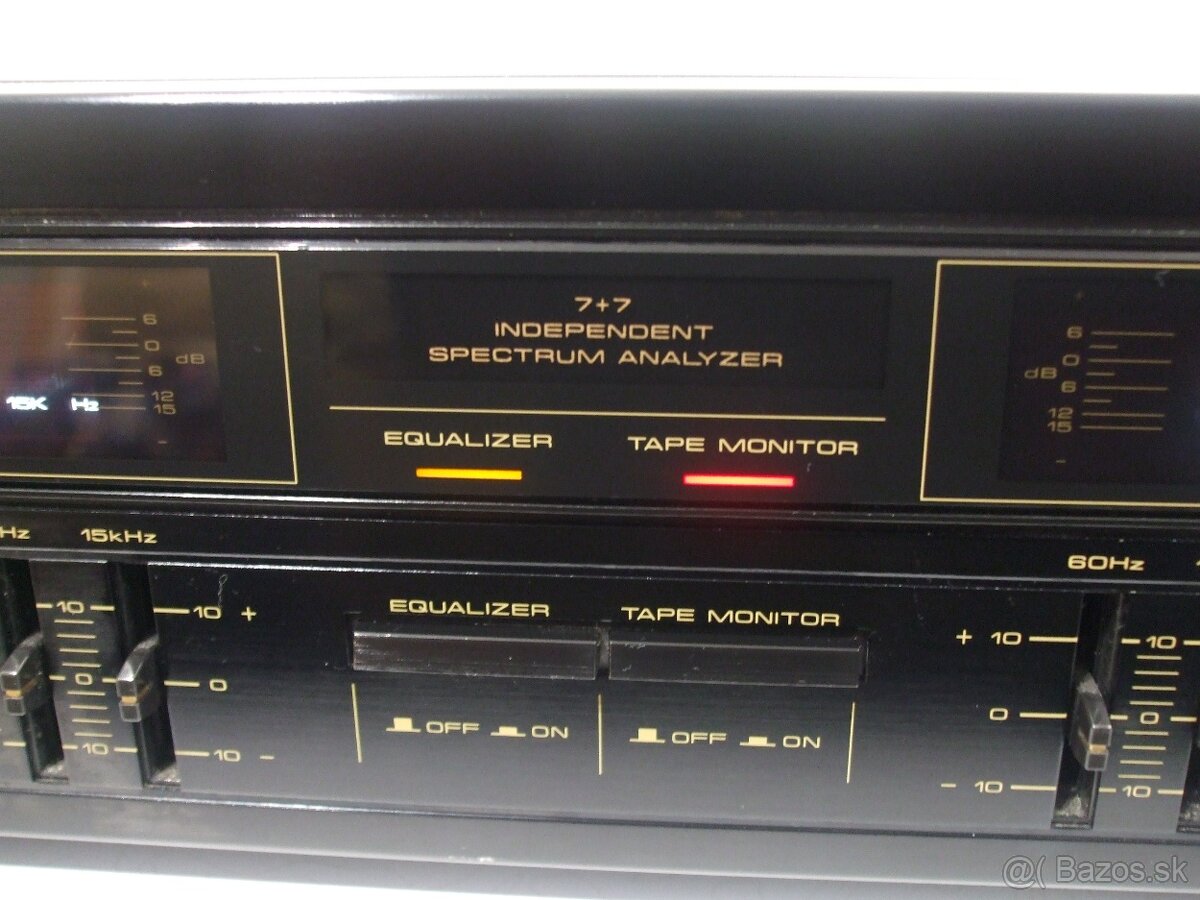 7+7
INDEPENDENT
SPECTRUM ANALYZER
6
0
dB
6
12
15
-
15K Hz
6
0
dB
6
12
15
-
EQUALIZER TAPE MONITOR
Hz 15kHz
60Hz
10 10 +
0 0
10 10 -
EQUALIZER TAPE MONITOR
OFF ON OFF ON
+ 10 10
0 0
- 10 10
@( Bazos.sk